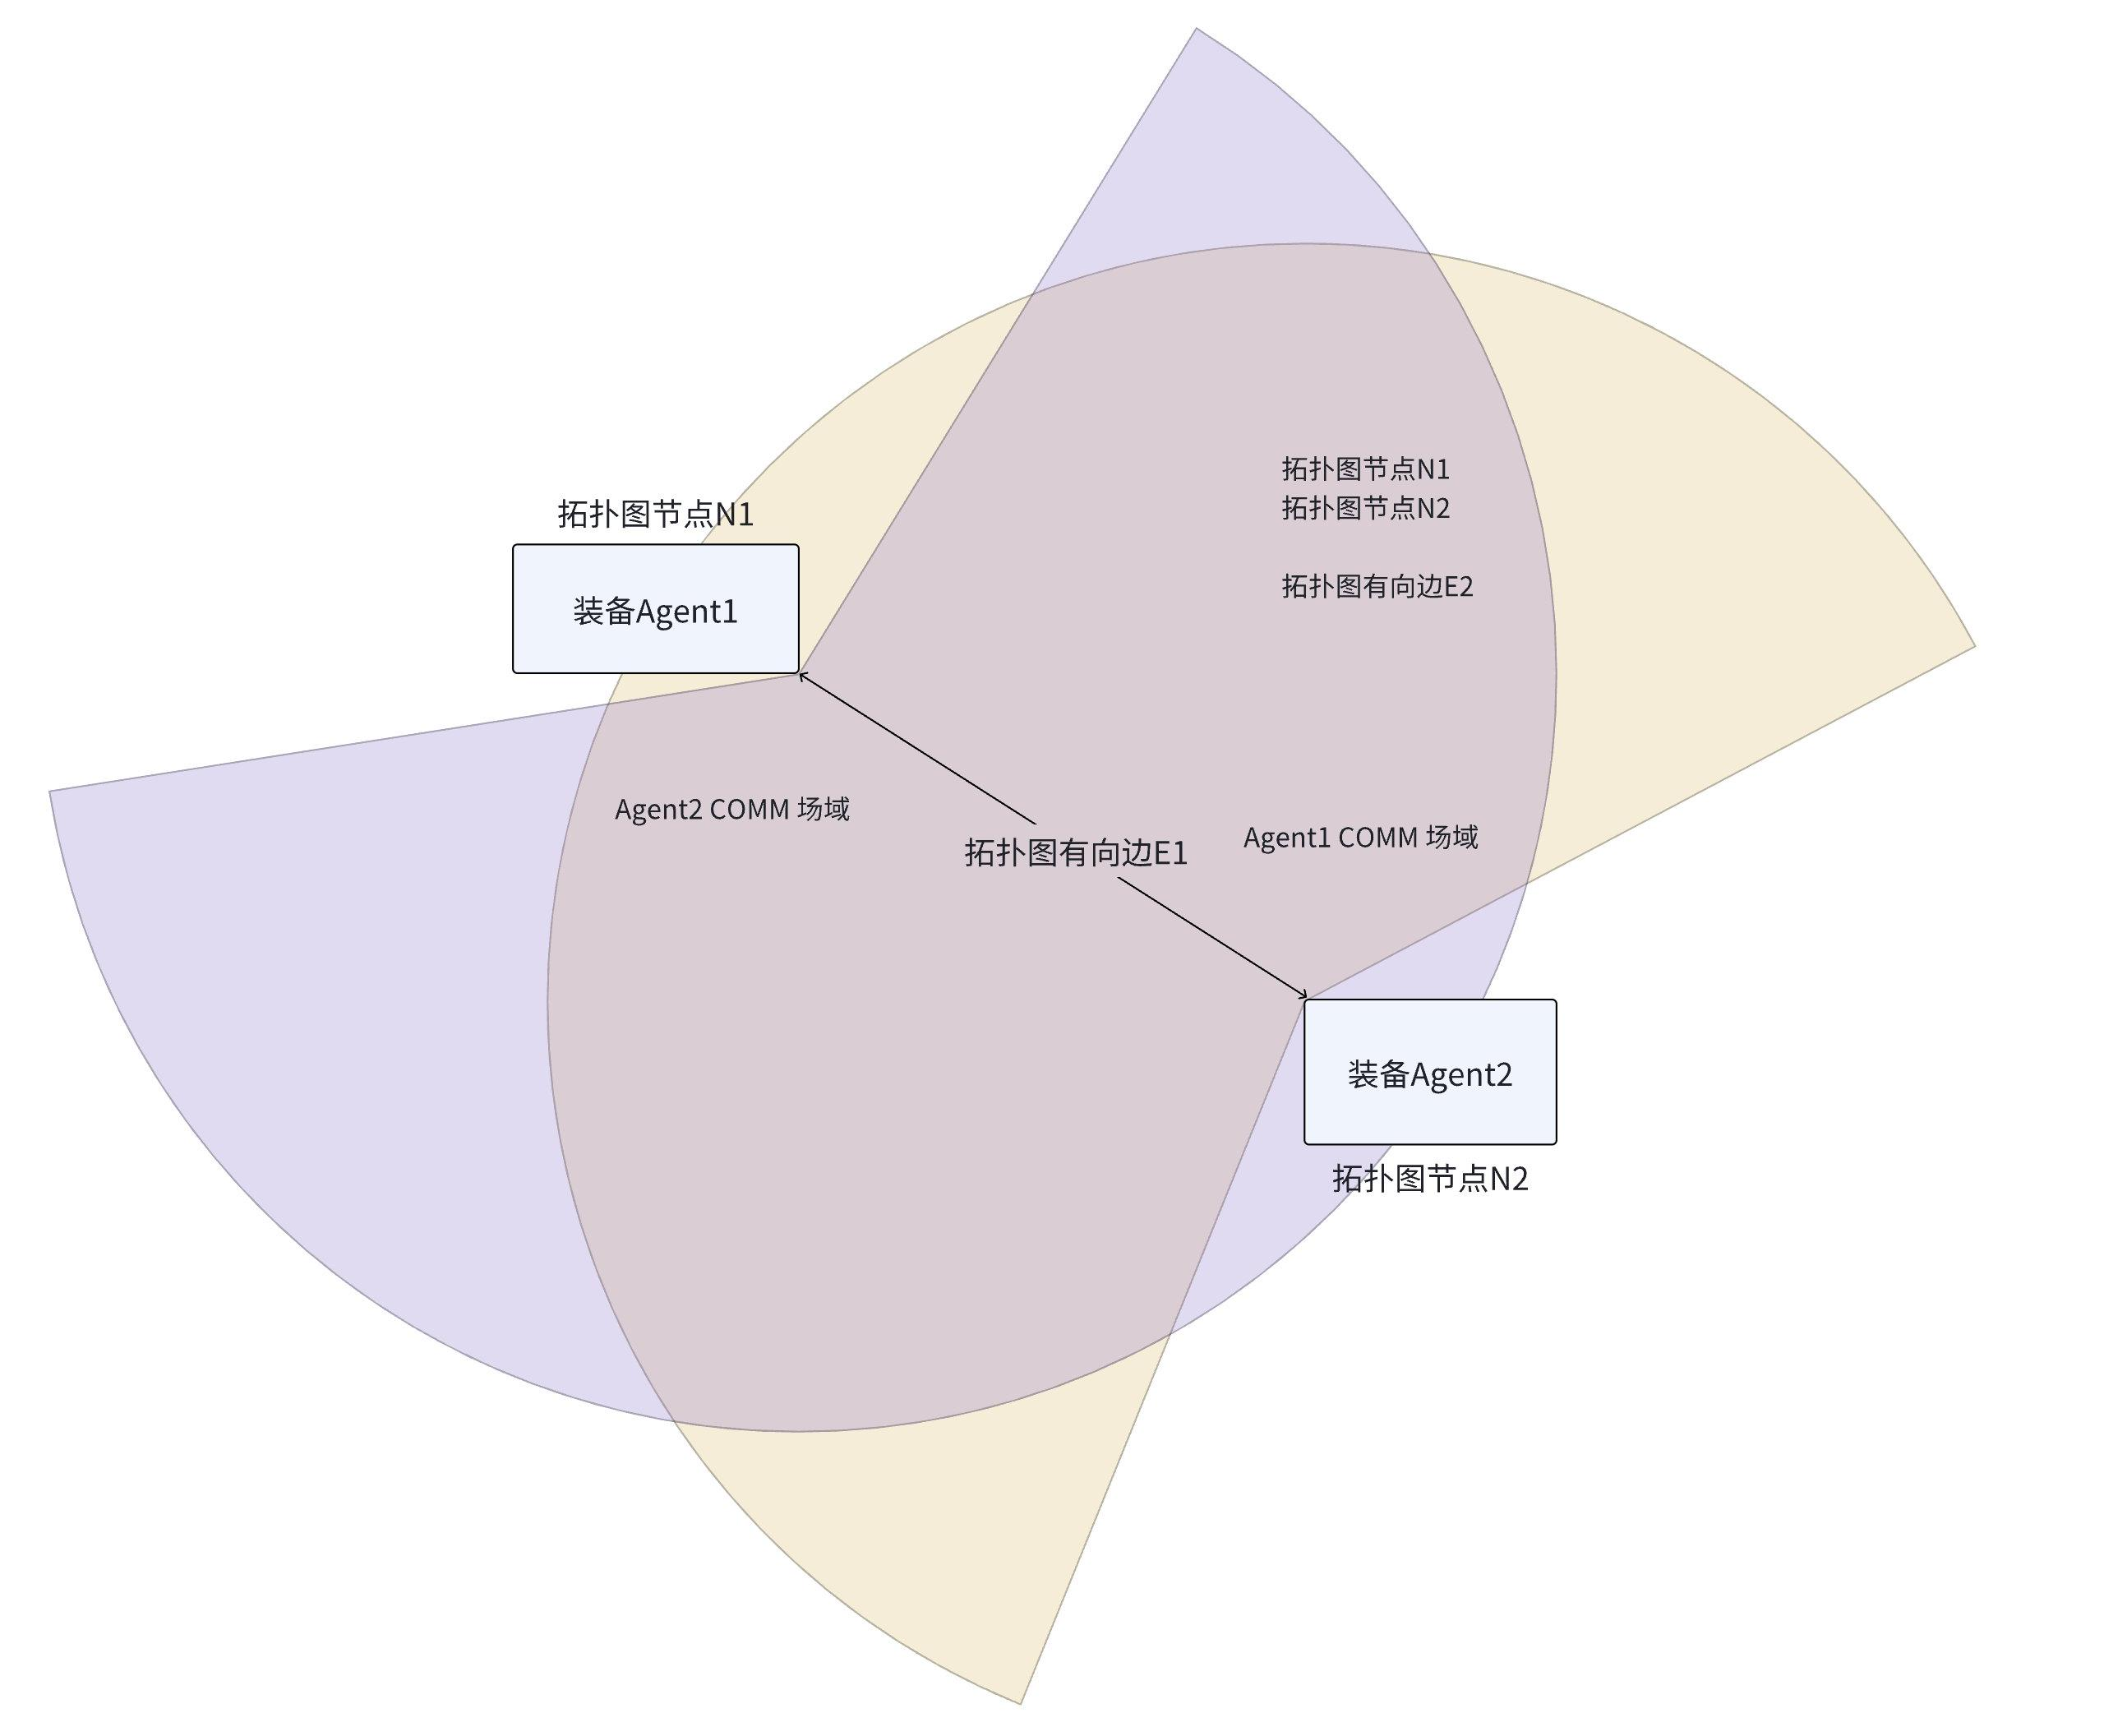 拓扑图节点N1
拓扑图节点N2
拓扑图有向边E2
拓扑图节点N1
装备Agent1
Agent2 COMM 场域
Agent1 COMM 场域
拓扑图有向边E1
装备Agent2
拓扑图节点N2